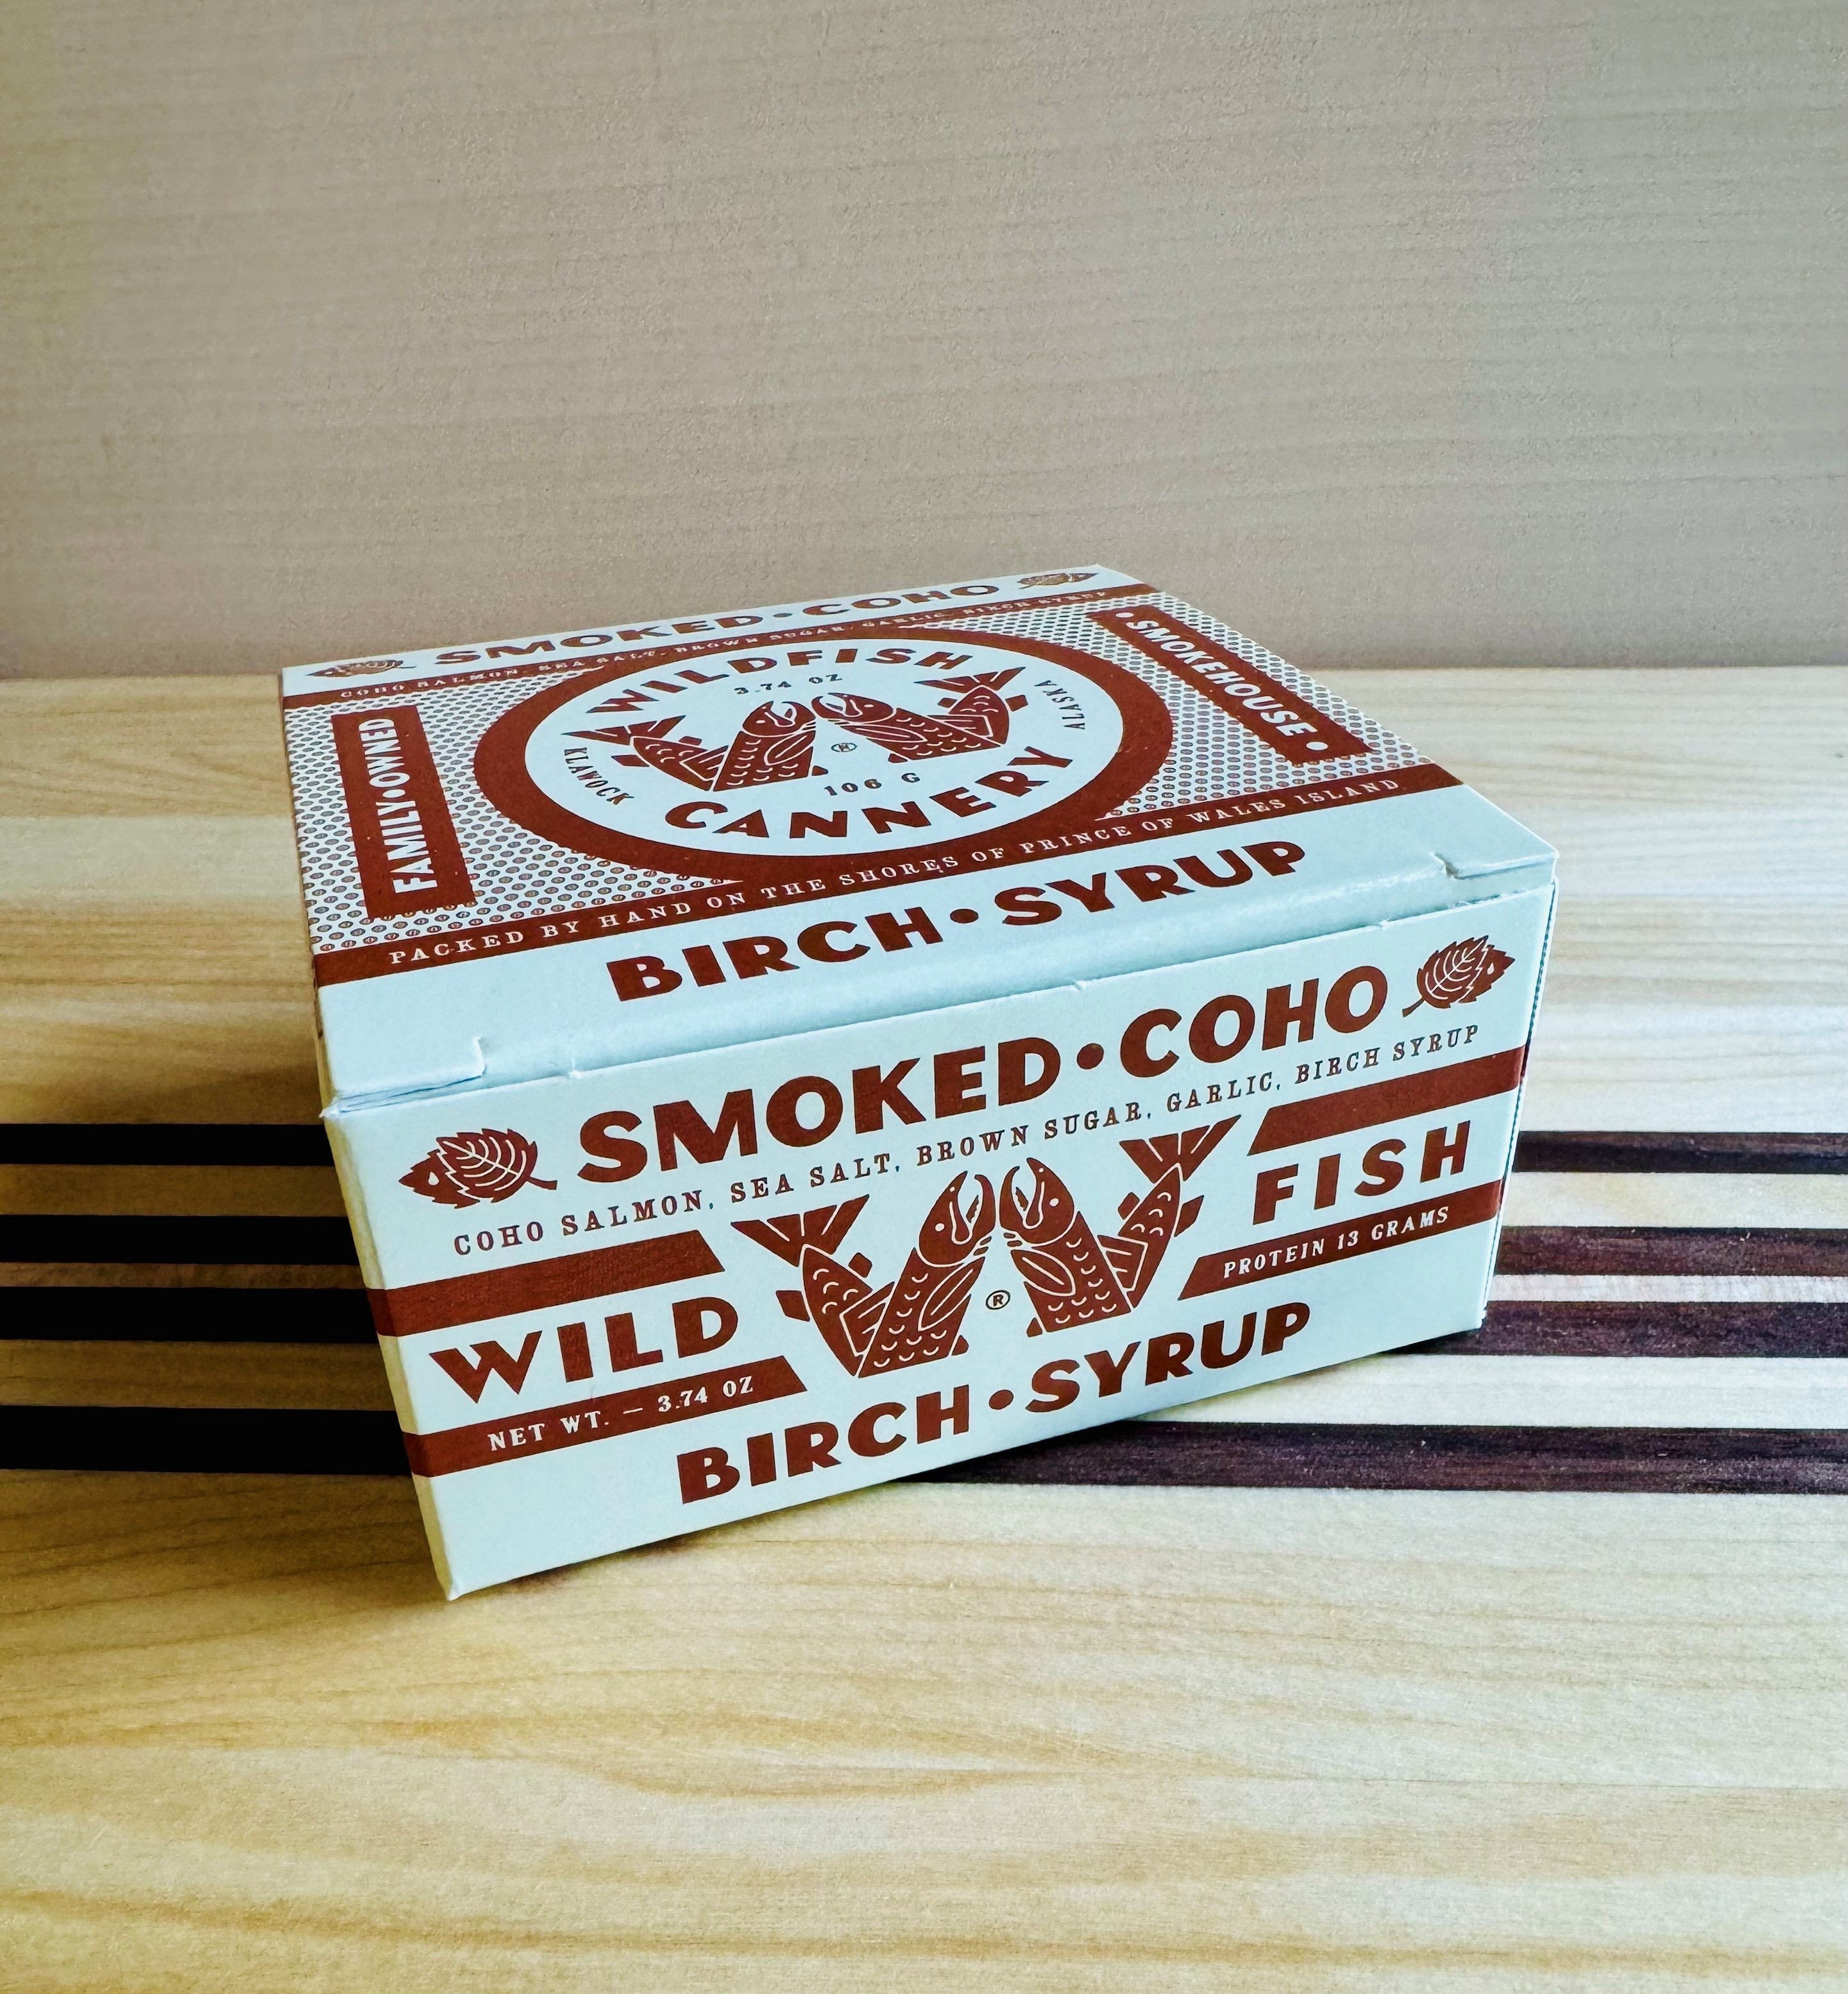 SMOKED•COHO
COHO SALMON, SEA SALT, BROWN SUGAR, GARLIC, BIRCH SYRUP
FAMILY•OWNED
WILDFISH
3.74 OZ
KLAWOCK
ALASKA
®
106 G
CANNERY
•SMOKEHOUSE•
PACKED BY HAND ON THE SHORES OF PRINCE OF WALES ISLAND
BIRCH•SYRUP
SMOKED•COHO
COHO SALMON, SEA SALT, BROWN SUGAR, GARLIC, BIRCH SYRUP
WILD FISH
®
NET WT. — 3.74 OZ
PROTEIN 13 GRAMS
BIRCH•SYRUP